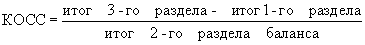 КОСС = итог 3-го раздела - итог 1-го раздела
итог 2-го раздела баланса